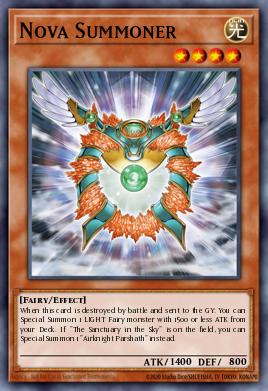 NOVA SUMMONER
光
[FAIRY/EFFECT]
When this card is destroyed by battle and sent to the GY: You can
Special Summon 1 LIGHT Fairy monster with 1500 or less ATK
from your Deck. If "The Sanctuary in the Sky" is on the field, you can
Special Summon 1 "Airknight Parshath" instead.
ATK/1400 DEF/ 800
©2020 Studio Dice/SHUEISHA, TV TOKYO, KONAMI